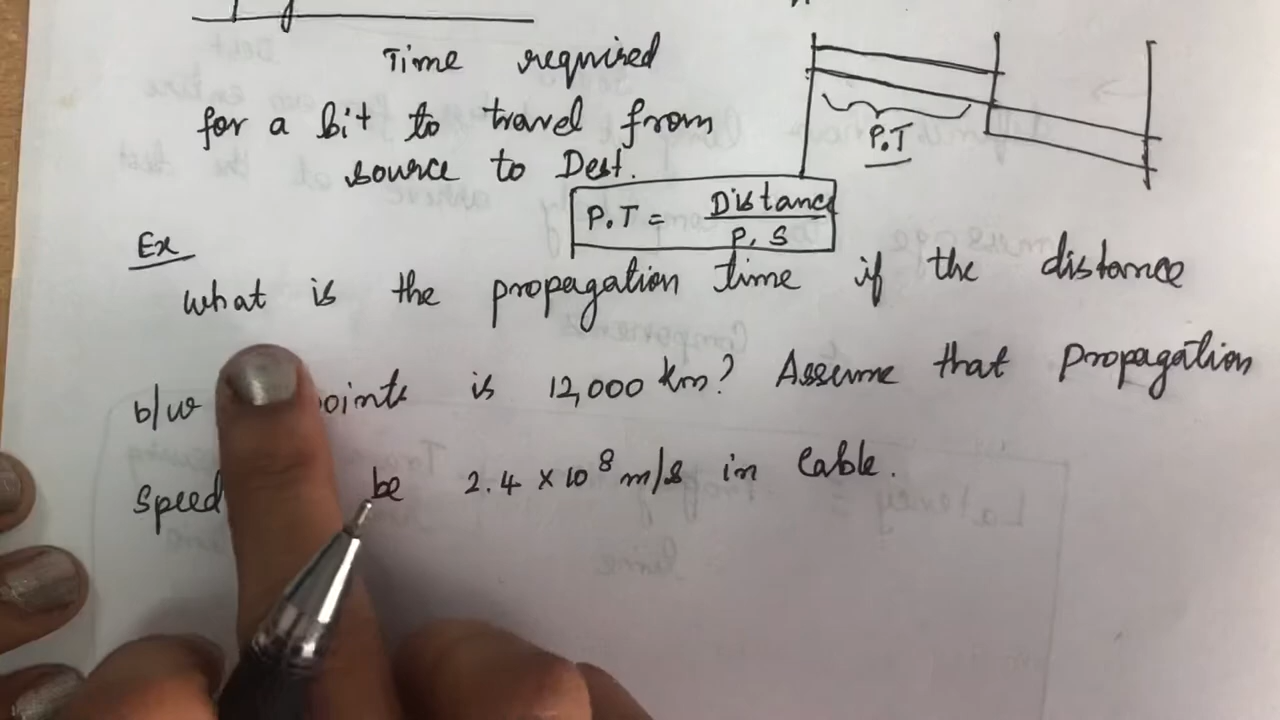 Time required
for a bit to travel from
source to Dest.
P.T
P.T = Distance
P.S
Ex
What is the propagation time if the distance
b/w points is 12,000 km? Assume that propagation
Speed be 2.4 × 10⁸ m/s in Cable.